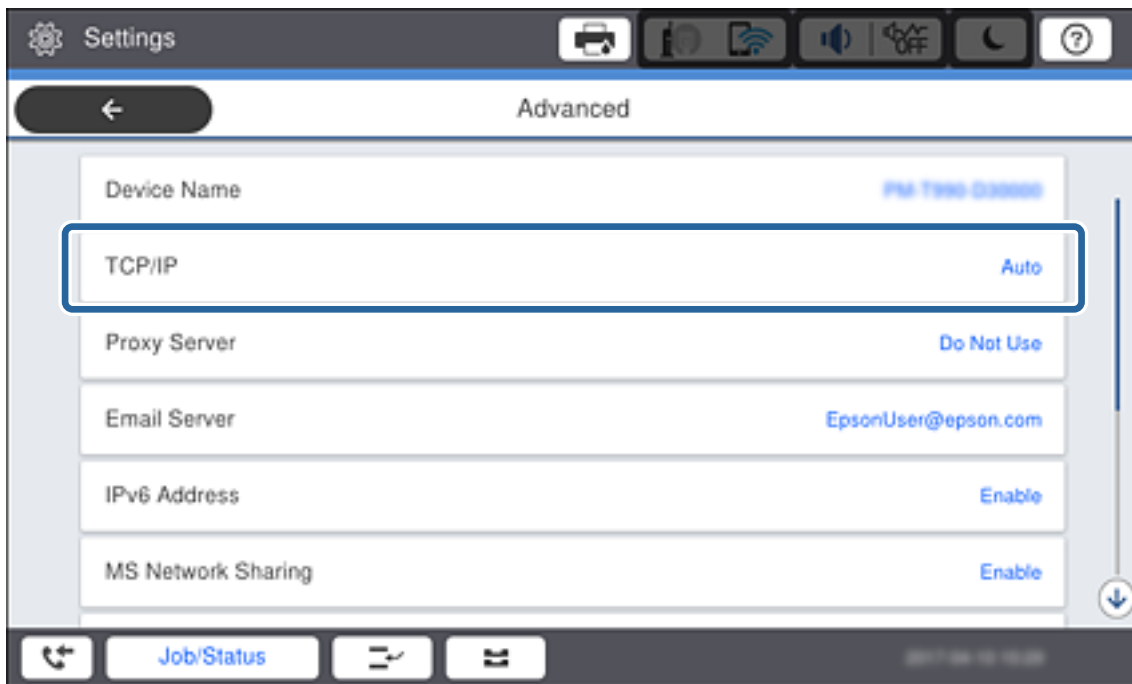 Settings
OFF
Advanced
Device Name
TCP/IP Auto
Proxy Server Do Not Use
Email Server EpsonUser@epson.com
IPv6 Address Enable
MS Network Sharing Enable
Job/Status